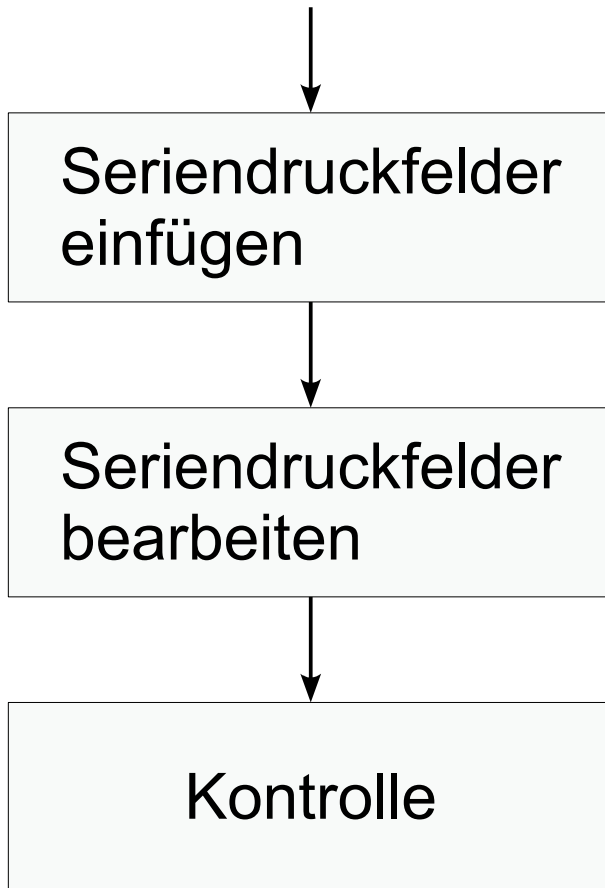 Seriendruckfelder
einfügen
Seriendruckfelder
bearbeiten
Kontrolle